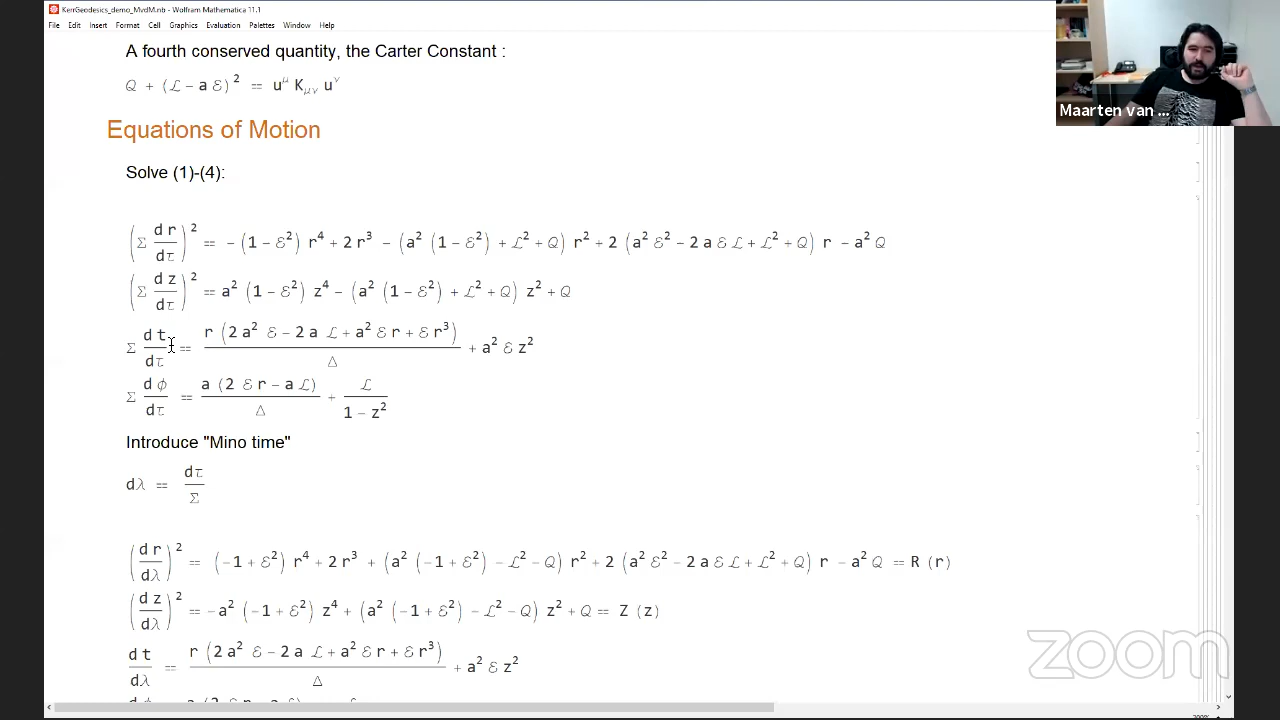 KerrGeodesics_demo_MvdM.nb - Wolfram Mathematica 11.1
File Edit Insert Format Cell Graphics Evaluation Palettes Window Help
A fourth conserved quantity, the Carter Constant :
Q + (ℒ - a ℰ)² == u^μ K_μν u^ν
Maarten van ...
Equations of Motion
Solve (1)-(4):
(Σ dr/dτ)² == -(1 - ℰ²) r⁴ + 2 r³ - (a² (1 - ℰ²) + ℒ² + Q) r² + 2 (a² ℰ² - 2 a ℰ ℒ + ℒ² + Q) r - a² Q
(Σ dz/dτ)² == a² (1 - ℰ²) z⁴ - (a² (1 - ℰ²) + ℒ² + Q) z² + Q
Σ dt/dτ == r (2 a² ℰ - 2 a ℒ + a² ℰ r + ℰ r³)/Δ + a² ℰ z²
Σ dϕ/dτ == a (2 ℰ r - a ℒ)/Δ + ℒ/(1 - z²)
Introduce "Mino time"
dλ == dτ/Σ
(dr/dλ)² == (-1 + ℰ²) r⁴ + 2 r³ + (a² (-1 + ℰ²) - ℒ² - Q) r² + 2 (a² ℰ² - 2 a ℰ ℒ + ℒ² + Q) r - a² Q == R (r)
(dz/dλ)² == -a² (-1 + ℰ²) z⁴ + (a² (-1 + ℰ²) - ℒ² - Q) z² + Q == Z (z)
dt/dλ == r (2 a² ℰ - 2 a ℒ + a² ℰ r + ℰ r³)/Δ + a² ℰ z²
zoom